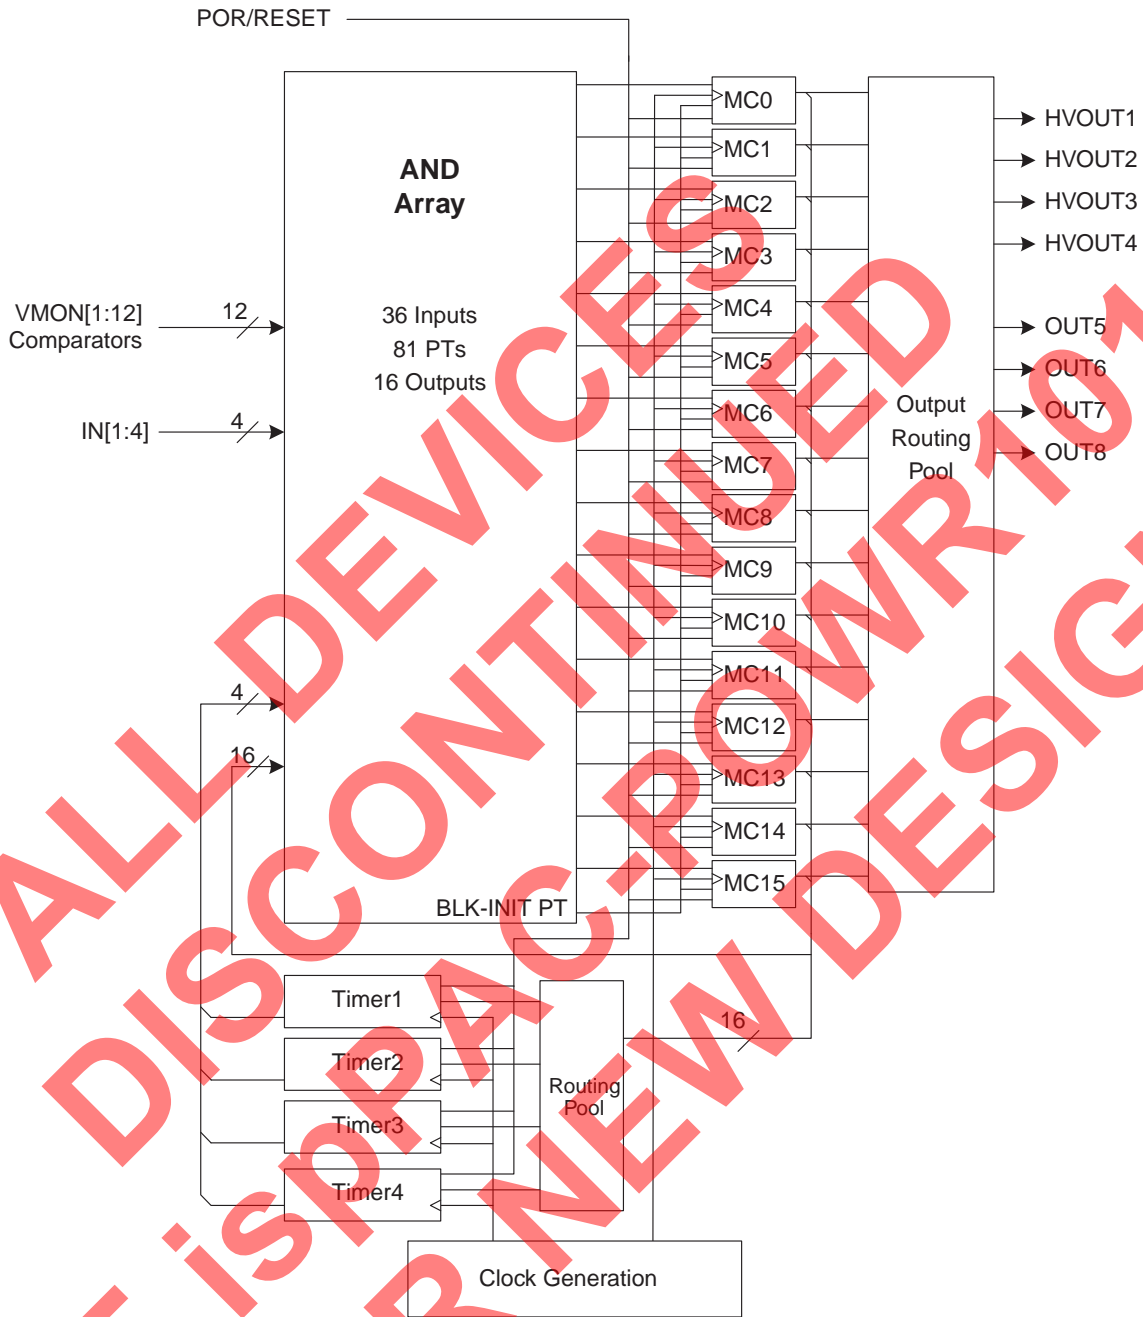 POR/RESET
AND
Array
36 Inputs
81 PTs
16 Outputs
VMON[1:12]
Comparators
12
IN[1:4]
4
4
16
BLK-INIT PT
MC0
MC1
MC2
MC3
MC4
MC5
MC6
MC7
MC8
MC9
MC10
MC11
MC12
MC13
MC14
MC15
Output
Routing
Pool
HVOUT1
HVOUT2
HVOUT3
HVOUT4
OUT5
OUT6
OUT7
OUT8
Timer1
Timer2
Timer3
Timer4
Routing
Pool
16
Clock Generation
ALL DEVICES
DISCONTINUED
ispPAC-POWR101
NEW DESIG